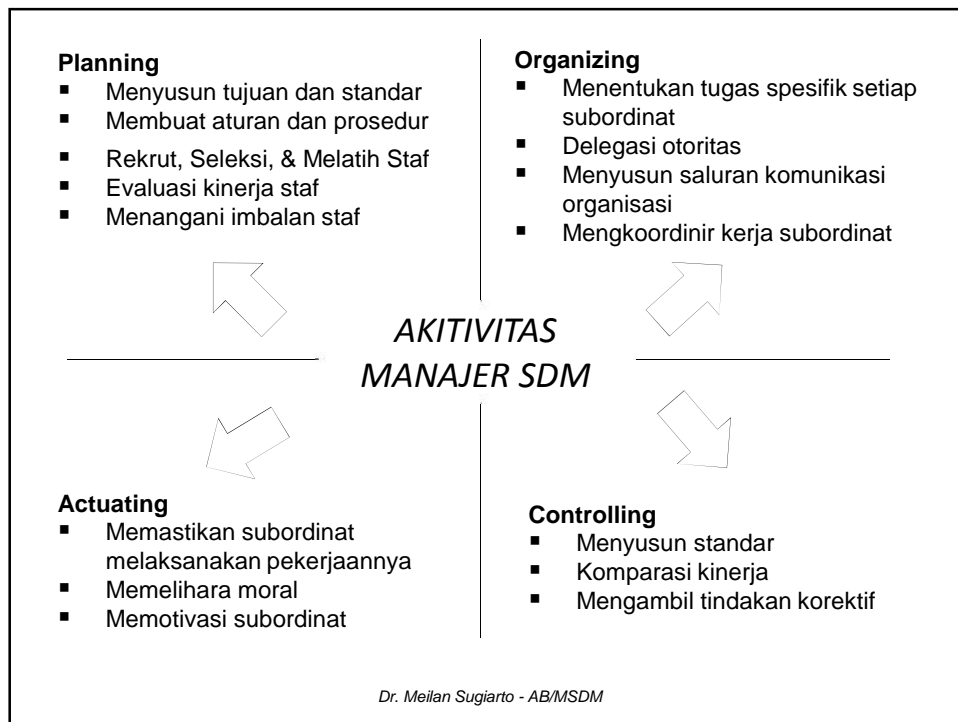 Planning
▪ Menyusun tujuan dan standar
▪ Membuat aturan dan prosedur
▪ Rekrut, Seleksi, & Melatih Staf
▪ Evaluasi kinerja staf
▪ Menangani imbalan staf
Organizing
▪ Menentukan tugas spesifik setiap
subordinat
▪ Delegasi otoritas
▪ Menyusun saluran komunikasi
organisasi
▪ Mengkoordinir kerja subordinat
AKITIVITAS
MANAJER SDM
Actuating
▪ Memastikan subordinat
melaksanakan pekerjaannya
▪ Memelihara moral
▪ Memotivasi subordinat
Controlling
▪ Menyusun standar
▪ Komparasi kinerja
▪ Mengambil tindakan korektif
Dr. Meilan Sugiarto - AB/MSDM